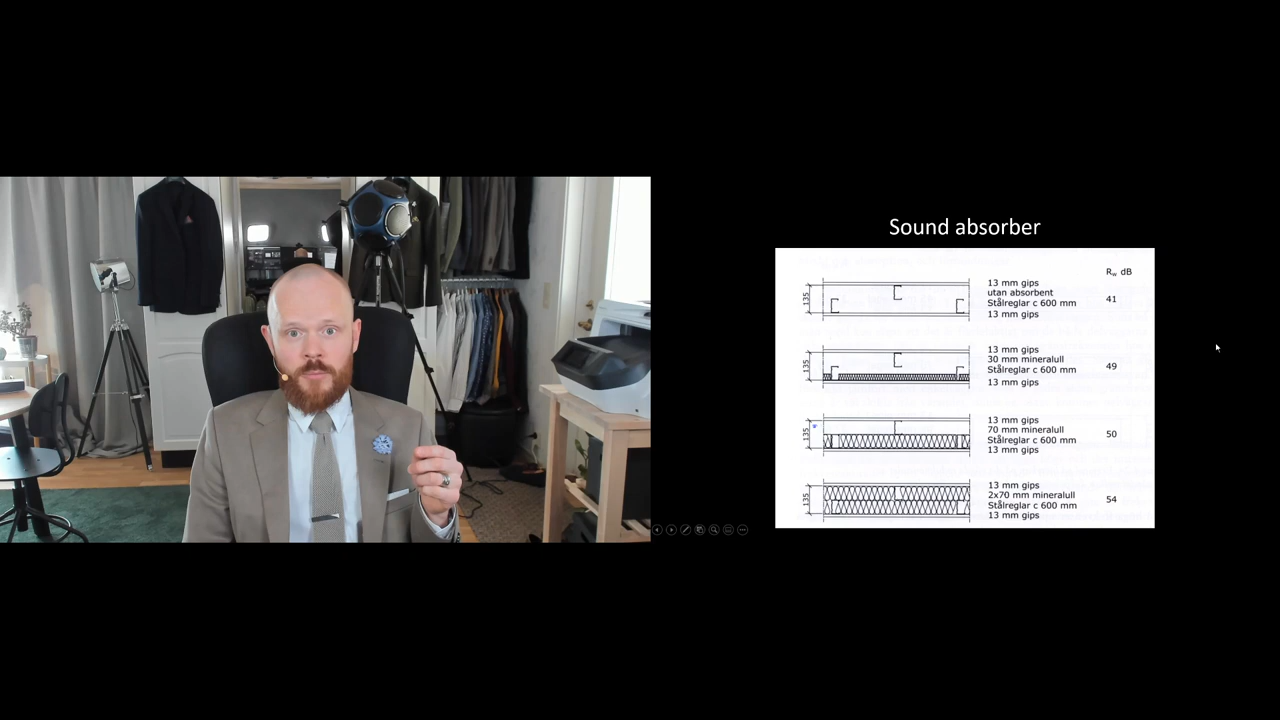 Sound absorber
R_w dB
13 mm gips
utan absorbent
Stålreglar c 600 mm
13 mm gips
135
41
13 mm gips
30 mm mineralull
Stålreglar c 600 mm
13 mm gips
135
49
13 mm gips
70 mm mineralull
Stålreglar c 600 mm
13 mm gips
135
50
13 mm gips
2x70 mm mineralull
Stålreglar c 600 mm
13 mm gips
135
54